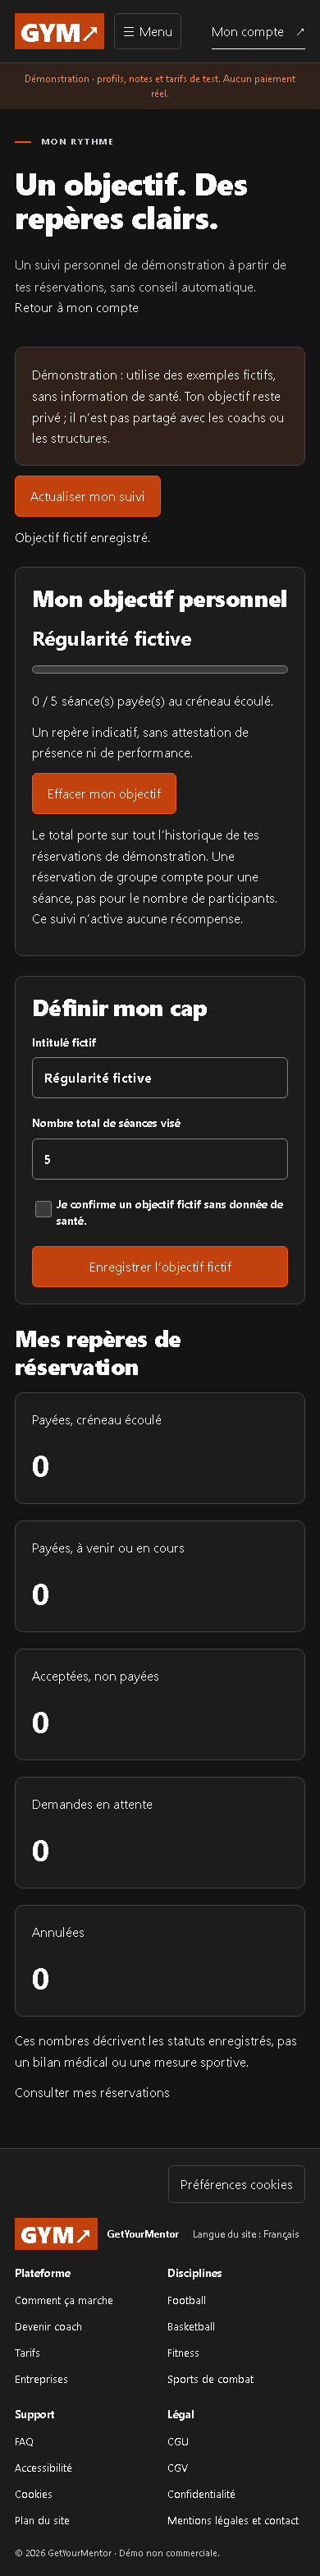 GYM↗ ☰ Menu Mon compte ↗
Démonstration · profils, notes et tarifs de test. Aucun paiement
réel.
MON RYTHME
Un objectif. Des
repères clairs.
Un suivi personnel de démonstration à partir de
tes réservations, sans conseil automatique.
Retour à mon compte
Démonstration : utilise des exemples fictifs,
sans information de santé. Ton objectif reste
privé ; il n’est pas partagé avec les coachs ou
les structures.
Actualiser mon suivi
Objectif fictif enregistré.
Mon objectif personnel
Régularité fictive
0 / 5 séance(s) payée(s) au créneau écoulé.
Un repère indicatif, sans attestation de
présence ni de performance.
Effacer mon objectif
Le total porte sur tout l’historique de tes
réservations de démonstration. Une
réservation de groupe compte pour une
séance, pas pour le nombre de participants.
Ce suivi n’active aucune récompense.
Définir mon cap
Intitulé fictif
Régularité fictive
Nombre total de séances visé
5
Je confirme un objectif fictif sans donnée de
santé.
Enregistrer l’objectif fictif
Mes repères de
réservation
Payées, créneau écoulé
0
Payées, à venir ou en cours
0
Acceptées, non payées
0
Demandes en attente
0
Annulées
0
Ces nombres décrivent les statuts enregistrés, pas
un bilan médical ou une mesure sportive.
Consulter mes réservations
Préférences cookies
GYM↗ GetYourMentor Langue du site : Français
Plateforme
Comment ça marche
Devenir coach
Tarifs
Entreprises
Disciplines
Football
Basketball
Fitness
Sports de combat
Support
FAQ
Accessibilité
Cookies
Plan du site
Légal
CGU
CGV
Confidentialité
Mentions légales et contact
© 2026 GetYourMentor · Démo non commerciale.